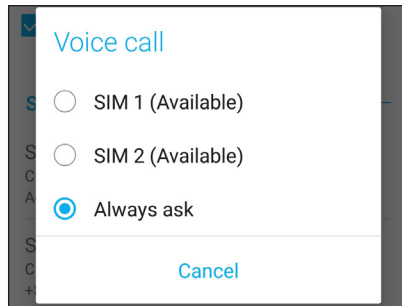 Voice call
SIM 1 (Available)
SIM 2 (Available)
Always ask
Cancel